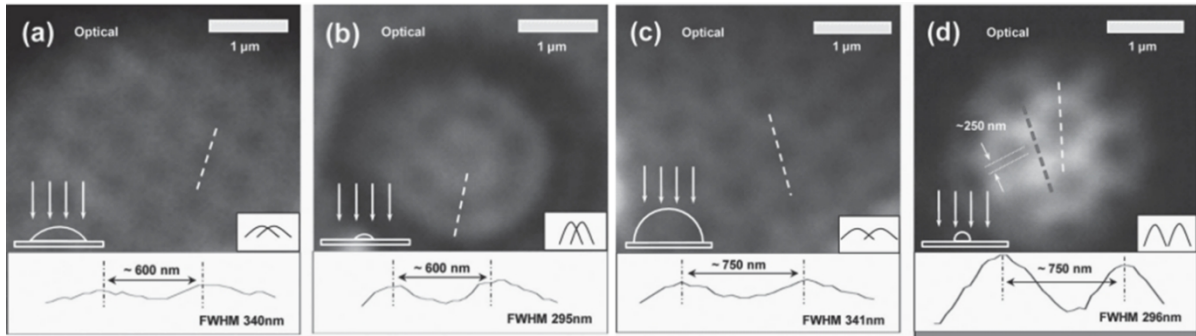 (a) Optical 1 µm
~ 600 nm
FWHM 340nm
(b) Optical 1 µm
~ 600 nm
FWHM 295nm
(c) Optical 1 µm
~ 750 nm
FWHM 341nm
(d) Optical 1 µm
~250 nm
~ 750 nm
FWHM 296nm